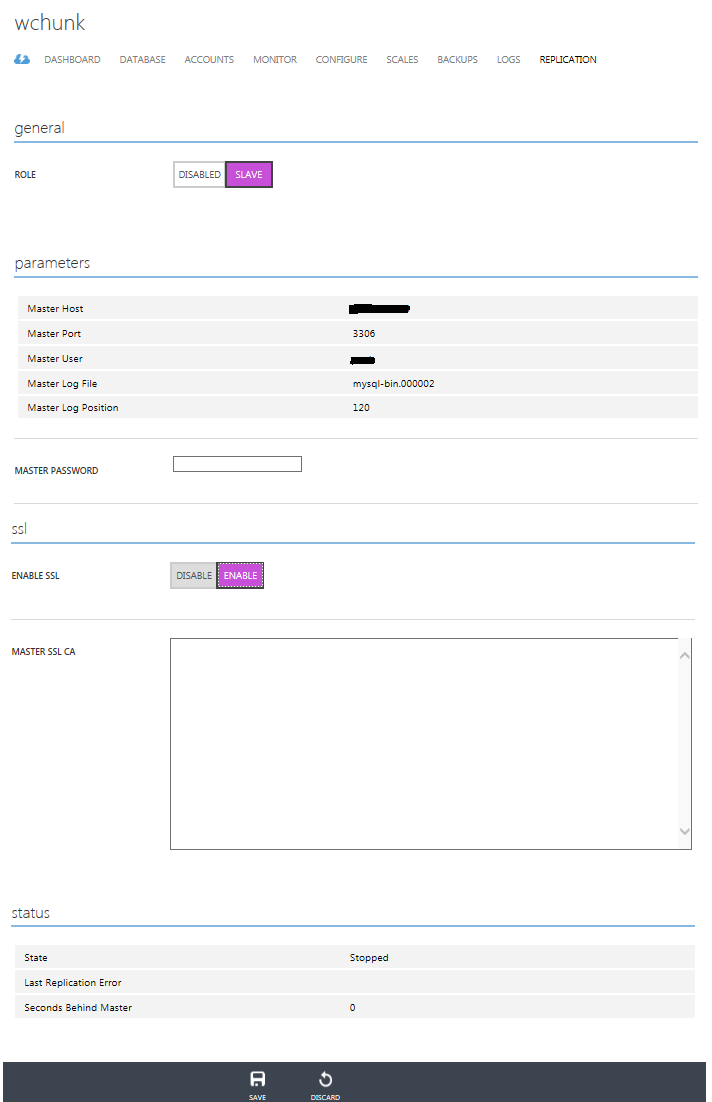 wchunk
DASHBOARD DATABASE ACCOUNTS MONITOR CONFIGURE SCALES BACKUPS LOGS REPLICATION
general
ROLE DISABLED SLAVE
parameters
Master Host
Master Port 3306
Master User
Master Log File mysql-bin.000002
Master Log Position 120
MASTER PASSWORD
ssl
ENABLE SSL DISABLE ENABLE
MASTER SSL CA
status
State Stopped
Last Replication Error
Seconds Behind Master 0
SAVE DISCARD